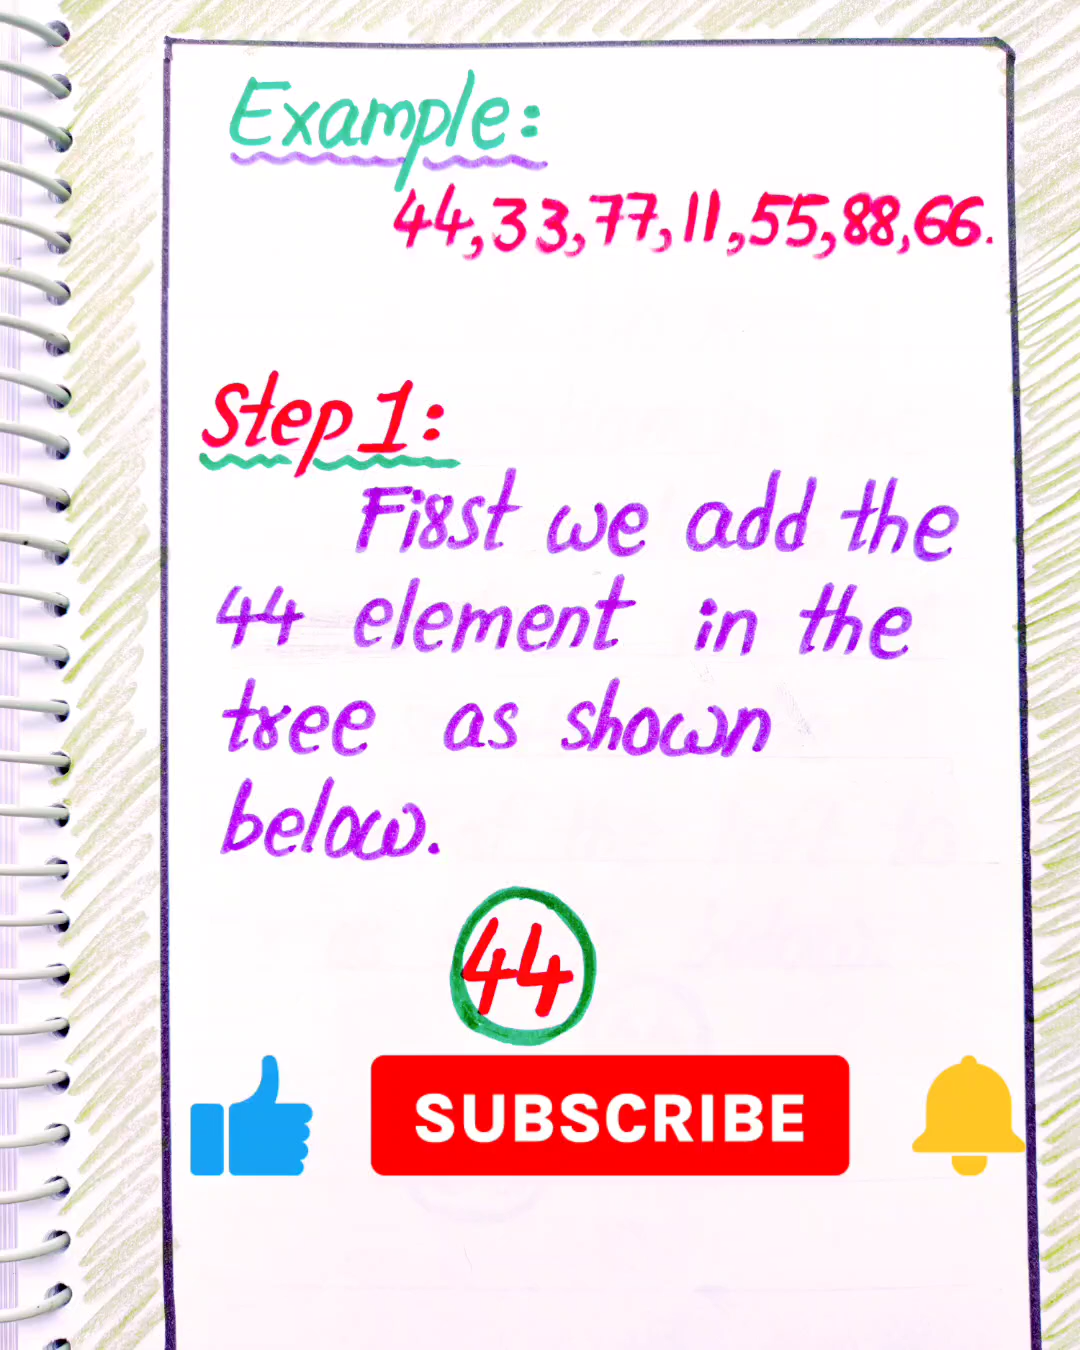 Example:
44, 33, 77, 11, 55, 88, 66.
Step 1:
First we add the
44 element in the
tree as shown
below.
44
SUBSCRIBE